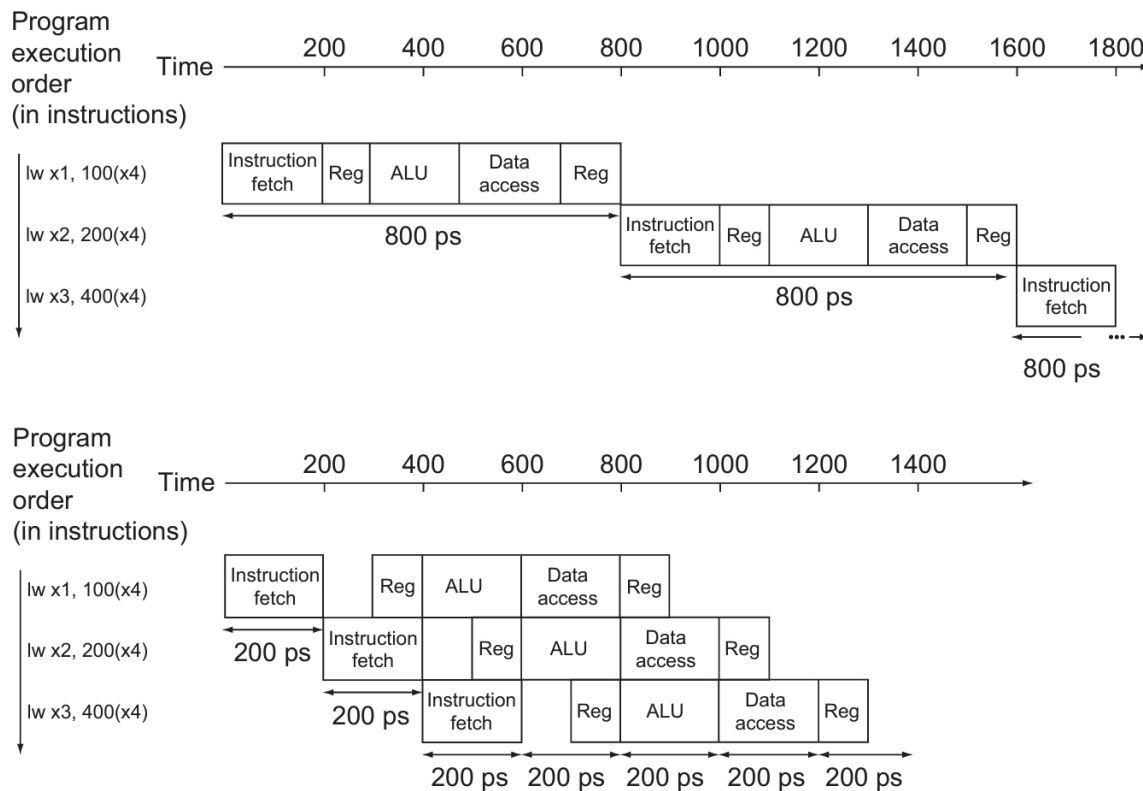 Program
execution
order
(in instructions)
Time
200 400 600 800 1000 1200 1400 1600 1800
lw x1, 100(x4)
Instruction
fetch
Reg
ALU
Data
access
Reg
800 ps
lw x2, 200(x4)
Instruction
fetch
Reg
ALU
Data
access
Reg
800 ps
lw x3, 400(x4)
Instruction
fetch
...
800 ps
Program
execution
order
(in instructions)
Time
200 400 600 800 1000 1200 1400
lw x1, 100(x4)
Instruction
fetch
Reg
ALU
Data
access
Reg
200 ps
lw x2, 200(x4)
Instruction
fetch
Reg
ALU
Data
access
Reg
200 ps
lw x3, 400(x4)
Instruction
fetch
Reg
ALU
Data
access
Reg
200 ps 200 ps 200 ps 200 ps 200 ps